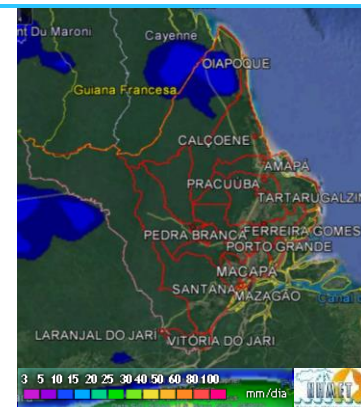 nt Du Maroni
Cayenne
OIAPOQUE
Guiana Francesa
CALÇOENE
AMAPÁ
PRACUUBA
TARTARUGALZIN
PEDRA BRANCA
FERREIRA GOMES
PORTO GRANDE
MACAPÁ
SANTANA
MAZAGÃO
Canal d
LARANJAL DO JARI
VITÓRIA DO JARI
3 5 10 15 20 25 30 40 50 60 80 100
mm/dia
NHMET